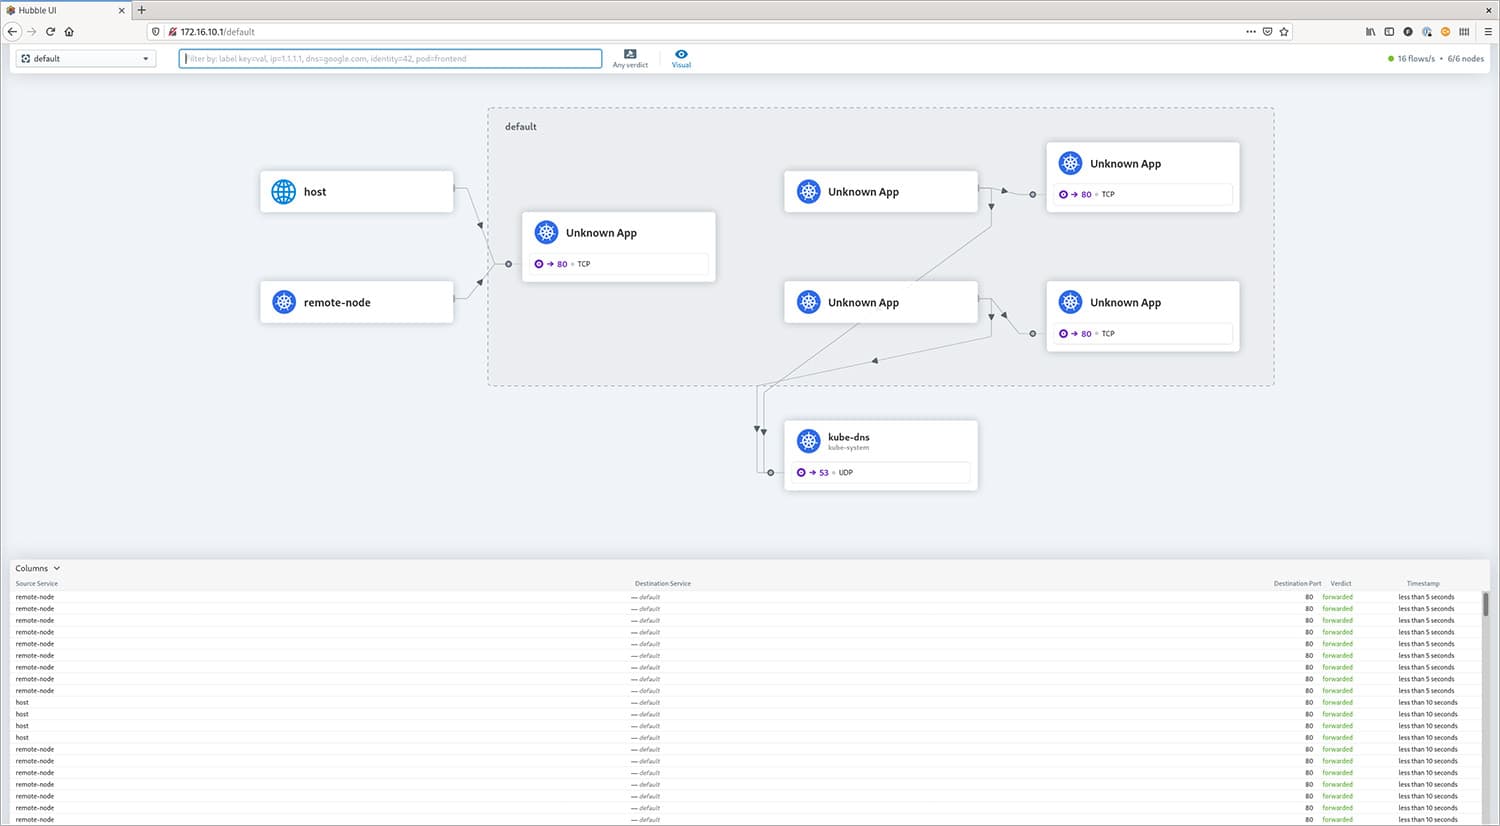 Hubble UI
172.16.10.1/default
default
Filter by: label key=val, ip=1.1.1.1, dns=google.com, identity=42, pod=frontend
Any verdict
Visual
16 flows/s • 6/6 nodes
default
host
remote-node
Unknown App
80 TCP
Unknown App
Unknown App
80 TCP
Unknown App
Unknown App
80 TCP
kube-dns
kube-system
53 UDP
Columns
Source Service Destination Service Destination Port Verdict Timestamp
remote-node — default 80 forwarded less than 5 seconds
remote-node — default 80 forwarded less than 5 seconds
remote-node — default 80 forwarded less than 5 seconds
remote-node — default 80 forwarded less than 5 seconds
remote-node — default 80 forwarded less than 5 seconds
remote-node — default 80 forwarded less than 5 seconds
remote-node — default 80 forwarded less than 5 seconds
remote-node — default 80 forwarded less than 5 seconds
remote-node — default 80 forwarded less than 5 seconds
host — default 80 forwarded less than 10 seconds
host — default 80 forwarded less than 10 seconds
host — default 80 forwarded less than 10 seconds
host — default 80 forwarded less than 10 seconds
remote-node — default 80 forwarded less than 10 seconds
remote-node — default 80 forwarded less than 10 seconds
remote-node — default 80 forwarded less than 10 seconds
remote-node — default 80 forwarded less than 10 seconds
remote-node — default 80 forwarded less than 10 seconds
remote-node — default 80 forwarded less than 10 seconds
remote-node — default 80 forwarded less than 10 seconds